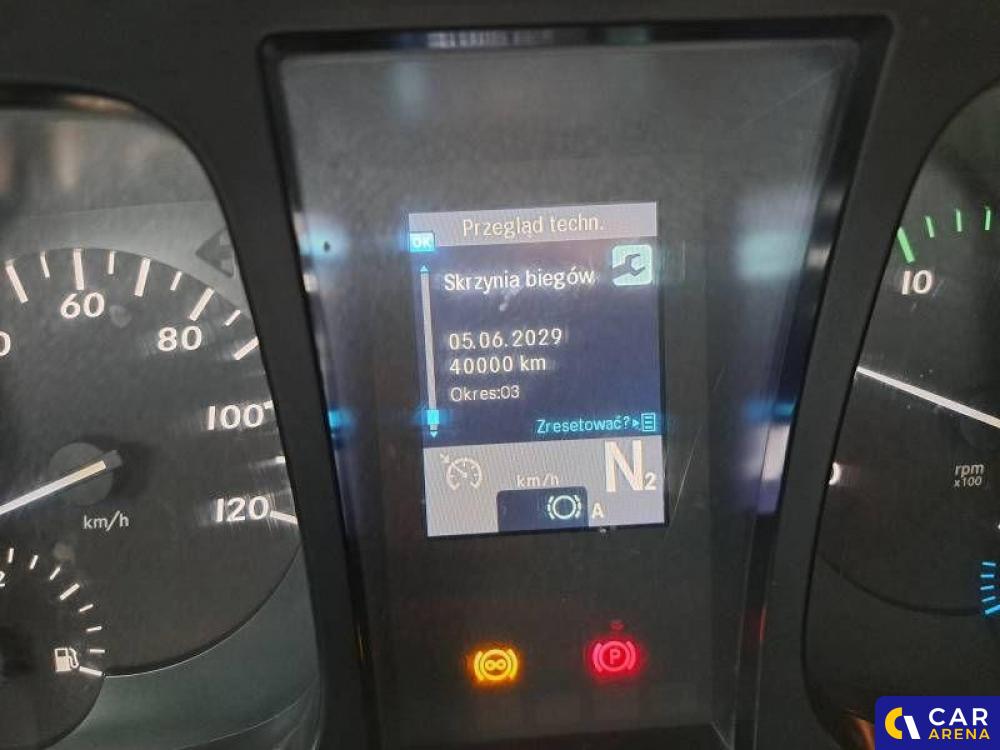 Przegląd techn.
OK
Skrzynia biegów
05.06.2029
40000 km
Okres:03
Zresetować?
km/h
N2
A
60
80
100
120
km/h
10
rpm
x100
P
CAR
ARENA